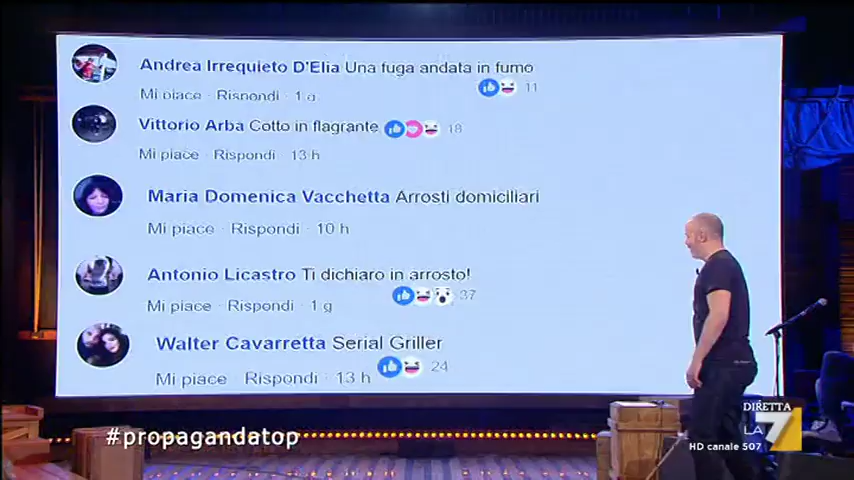 Andrea Irrequieto D'Elia Una fuga andata in fumo
11
Mi piace · Rispondi · 1 g
Vittorio Arba Cotto in flagrante 18
Mi piace · Rispondi · 13 h
Maria Domenica Vacchetta Arrosti domiciliari
Mi piace · Rispondi · 10 h
Antonio Licastro Ti dichiaro in arrosto!
37
Mi piace · Rispondi · 1 g
Walter Cavarretta Serial Griller
24
Mi piace · Rispondi · 13 h
#propagandatop
DIRETTA
LA7
HD canale 507